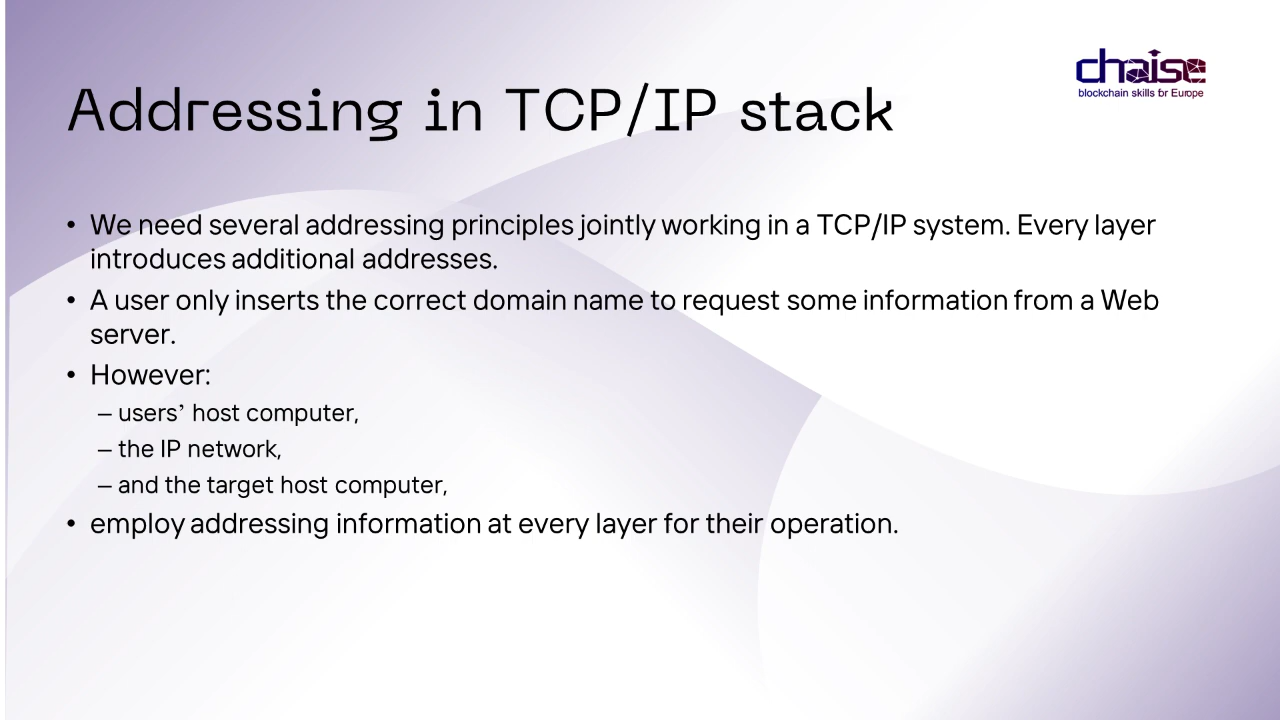 chaise
blockchain skills for Europe
Addressing in TCP/IP stack
• We need several addressing principles jointly working in a TCP/IP system. Every layer
introduces additional addresses.
• A user only inserts the correct domain name to request some information from a Web
server.
• However:
– users’ host computer,
– the IP network,
– and the target host computer,
• employ addressing information at every layer for their operation.